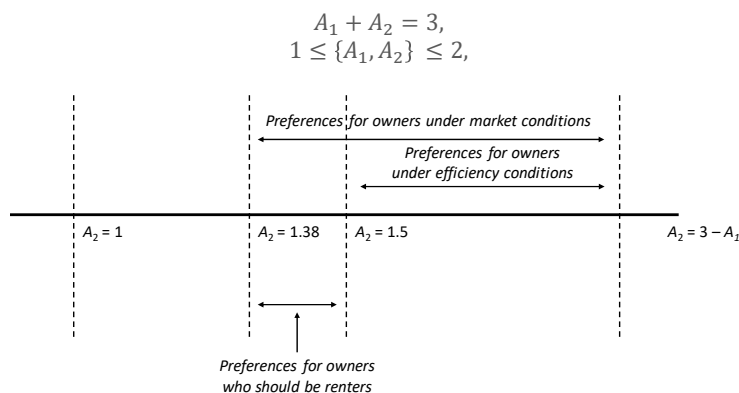 A₁ + A₂ = 3,
1 ≤ {A₁, A₂} ≤ 2,
Preferences for owners under market conditions
Preferences for owners
under efficiency conditions
A₂ = 1
A₂ = 1.38
A₂ = 1.5
A₂ = 3 – A₁
Preferences for owners
who should be renters